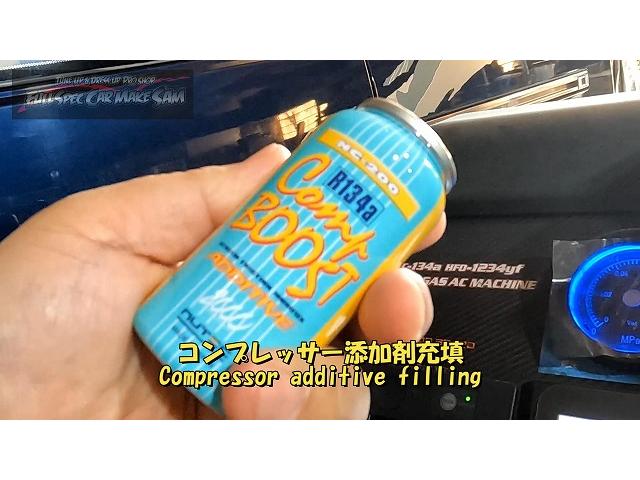 TUNE UP & DRESS UP PRO SHOP
FULL SPEC CAR MAKE SAM
NC-200
R134a
Comp
BOOST
ADDITIVE
NUT
-134a HFO-1234yf
GAS AC MACHINE
0
MPa
コンプレッサー添加剤充填
Compressor additive filling